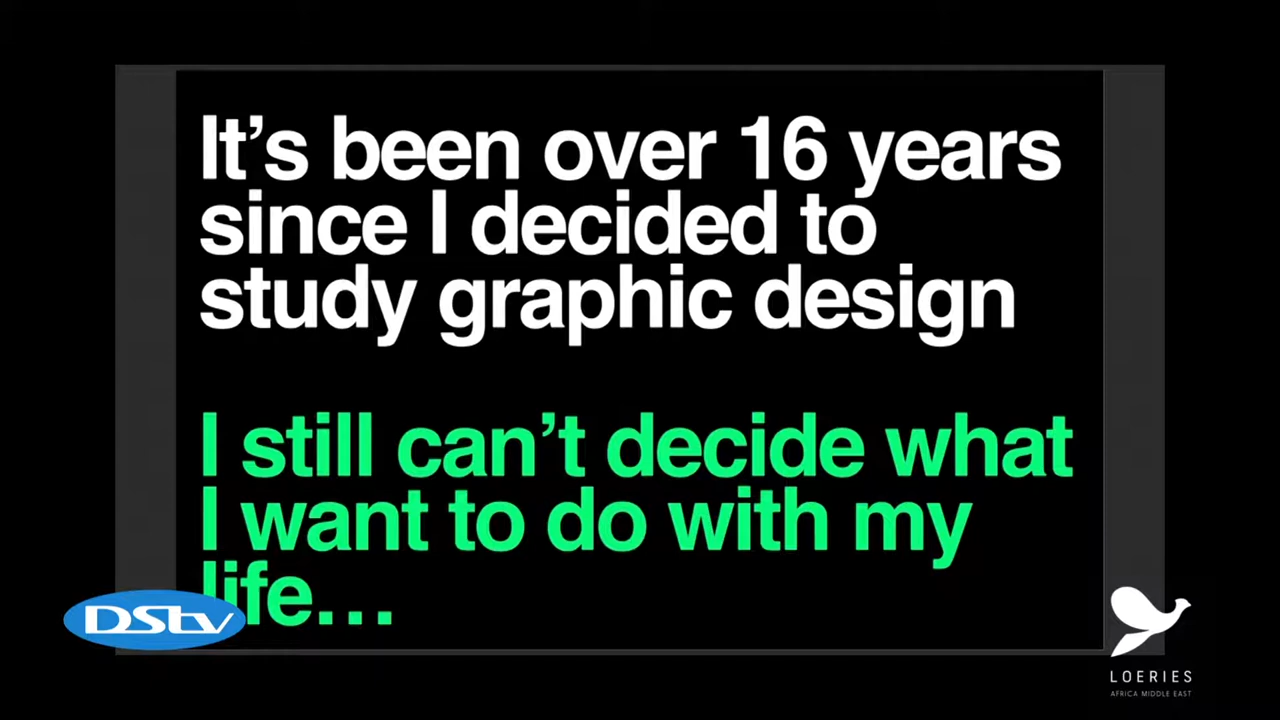 It's been over 16 years
since I decided to
study graphic design
I still can't decide what
I want to do with my
life...
DStv
LOERIES
AFRICA MIDDLE EAST